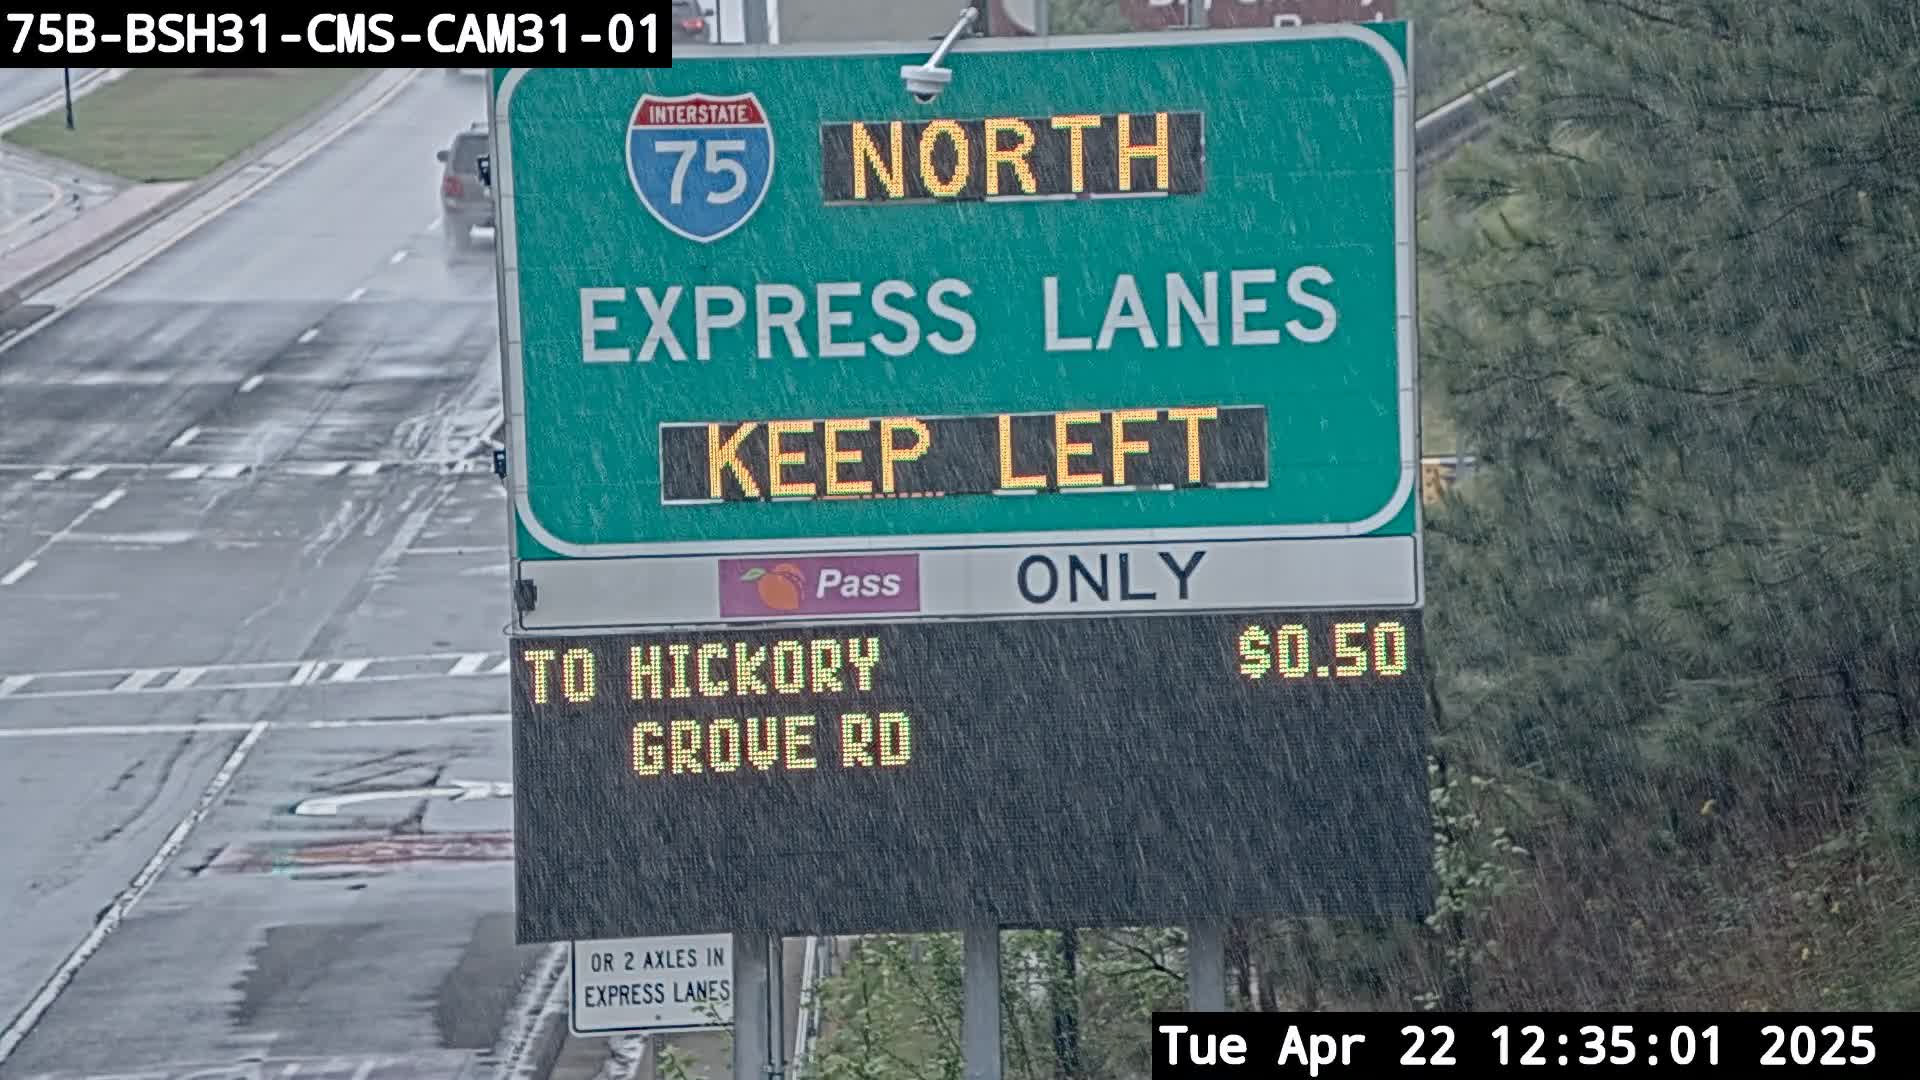 75B-BSH31-CMS-CAM31-01
INTERSTATE
75
NORTH
EXPRESS LANES
KEEP LEFT
Pass
ONLY
TO HICKORY $0.50
GROVE RD
OR 2 AXLES IN
EXPRESS LANES
Tue Apr 22 12:35:01 2025